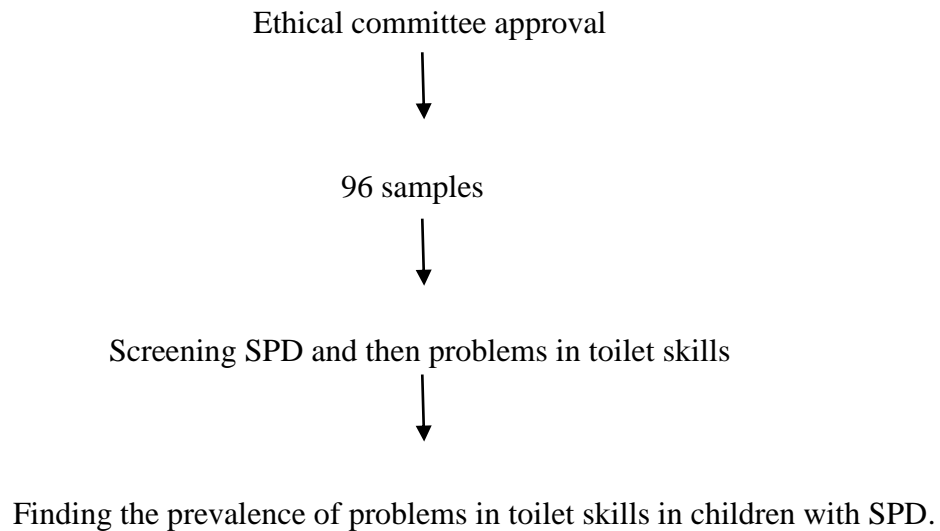 Ethical committee approval
96 samples
Screening SPD and then problems in toilet skills
Finding the prevalence of problems in toilet skills in children with SPD.